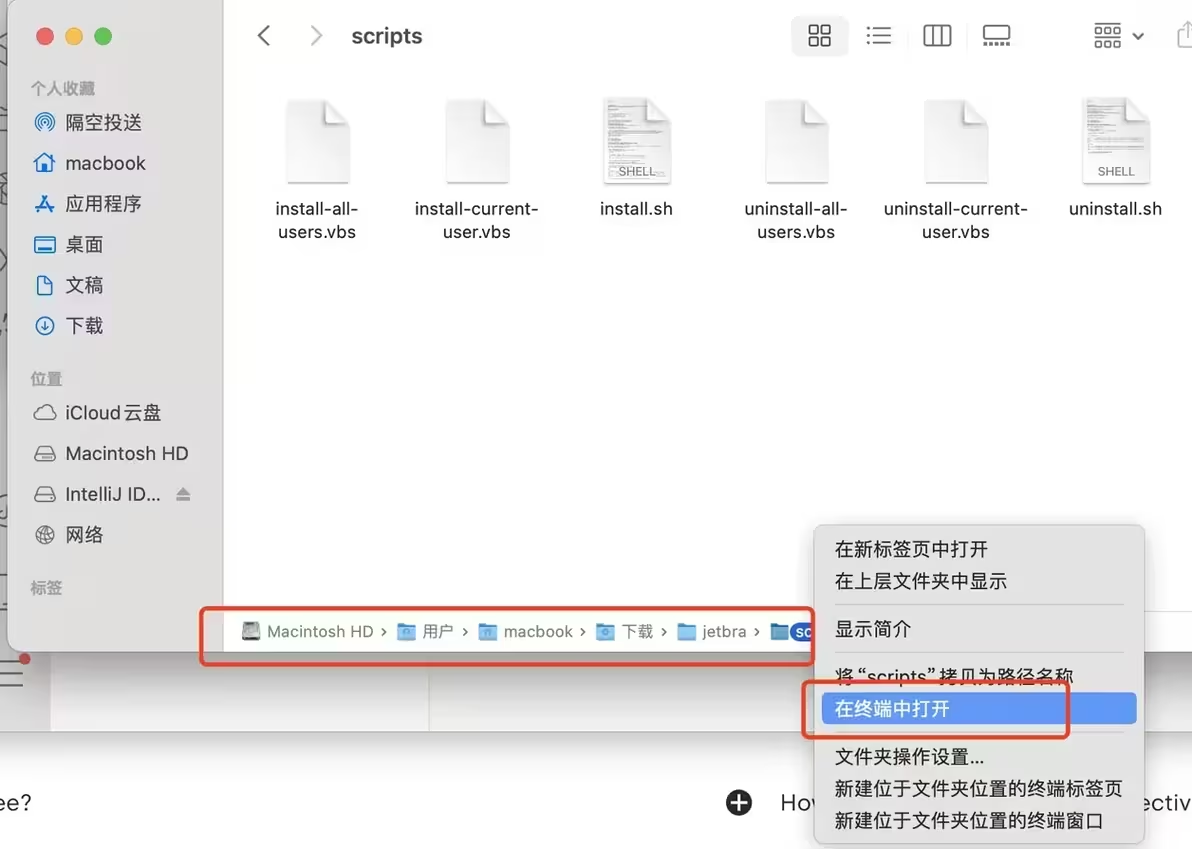 scripts
个人收藏
隔空投送
macbook
应用程序
桌面
文稿
下载
位置
iCloud云盘
Macintosh HD
IntelliJ ID...
网络
标签
install-all-
users.vbs
install-current-
user.vbs
SHELL
install.sh
uninstall-all-
users.vbs
uninstall-current-
user.vbs
SHELL
uninstall.sh
Macintosh HD › 用户 › macbook › 下载 › jetbra › sc
在新标签页中打开
在上层文件夹中显示
显示简介
将“scripts”拷贝为路径名称
在终端中打开
文件夹操作设置...
新建位于文件夹位置的终端标签页
新建位于文件夹位置的终端窗口
ee?
How
ectiv